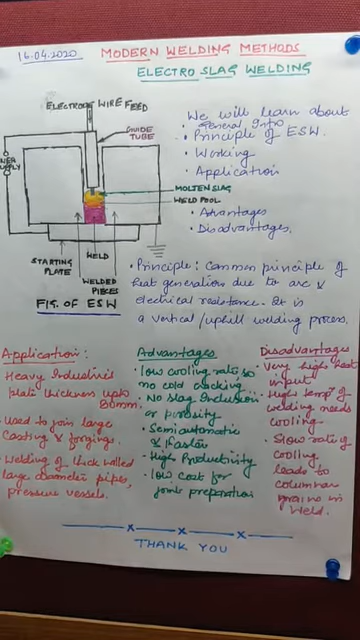 16.04.2020
MODERN WELDING METHODS
ELECTRO SLAG WELDING
ELECTRODE WIRE FEED
GUIDE
TUBE
MOLTEN SLAG
WELD POOL
WELD
STARTING
PLATE
WELDED
PIECES
FIG. OF ESW
We will learn about
• General Intro
• Principle of ESW.
• Working
• Application
• Advantages
• Disadvantages.
• Principle: Common principle of
heat generation due to arc &
electrical resistance. It is
a vertical/uphill welding process.
Application:
Heavy Industries
plate thickness upto
80mm.
• Used to join large
casting & forgings.
• Welding of thick walled
large diameter pipes,
pressure vessels.
Advantages
• low cooling rate so
no cold cracking
• No slag Inclusion
or porosity
• Semiautomatic
& Faster
• High Productivity
• low cost for
joint preparation
Disadvantages
• Very high heat
input
• High temp. of
welding needs
cooling
• Slow rate of
cooling
leads to
columnar
grains in
weld.
THANK YOU